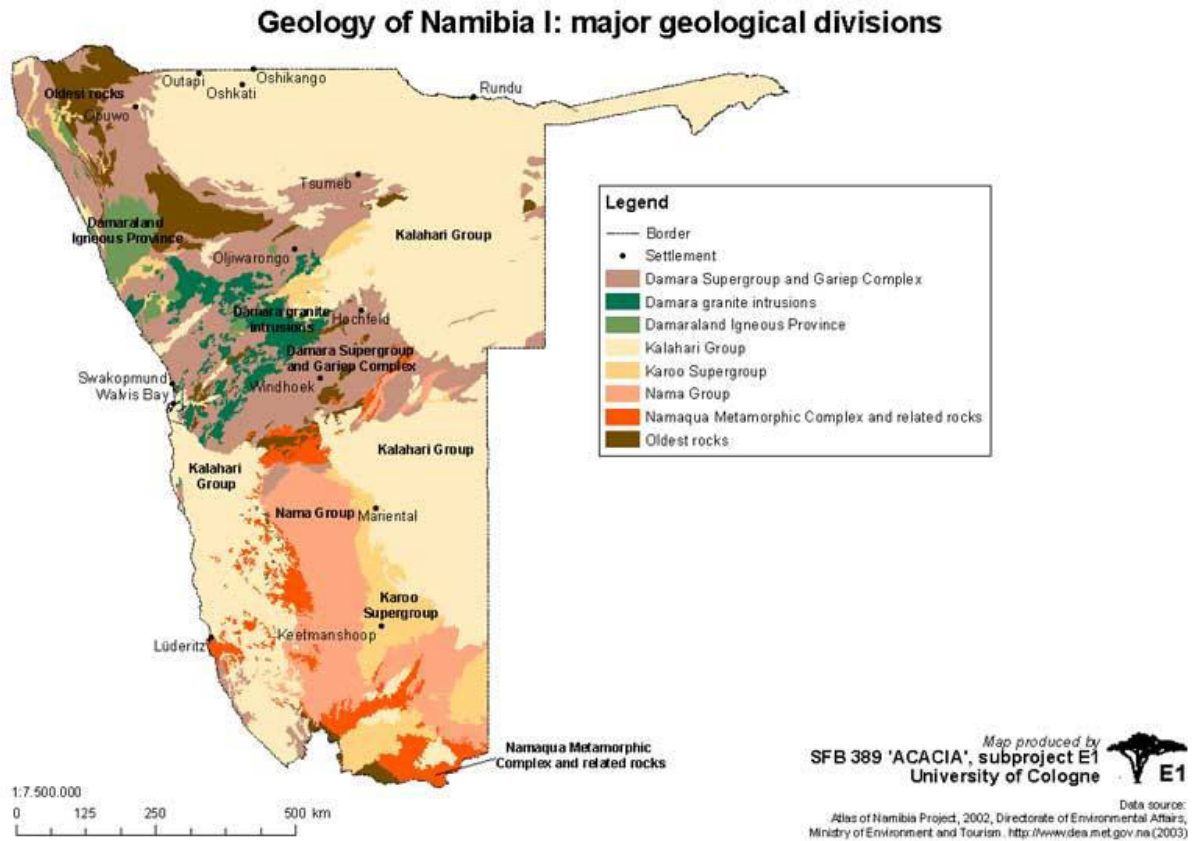 Geology of Namibia I: major geological divisions
Outapi
Oshikango
Oshkati
Rundu
Oldest rocks
Opuwo
Tsumeb
Damaraland
Igneous Province
Kalahari Group
Oljiwarongo
Damara granite
intrusions
Hochfeld
Damara Supergroup
and Gariep Complex
Windhoek
Swakopmund
Walvis Bay
Kalahari
Group
Kalahari Group
Nama Group
Mariental
Karoo
Supergroup
Keetmanshoop
Lüderitz
Namaqua Metamorphic
Complex and related rocks
Legend
Border
Settlement
Damara Supergroup and Gariep Complex
Damara granite intrusions
Damaraland Igneous Province
Kalahari Group
Karoo Supergroup
Nama Group
Namaqua Metamorphic Complex and related rocks
Oldest rocks
1:7.500.000
0 125 250 500 km
Map produced by
SFB 389 'ACACIA', subproject E1
University of Cologne
E1
Data source:
Atlas of Namibia Project, 2002, Directorate of Environmental Affairs,
Ministry of Environment and Tourism. http://www.dea.met.gov.na (2003)